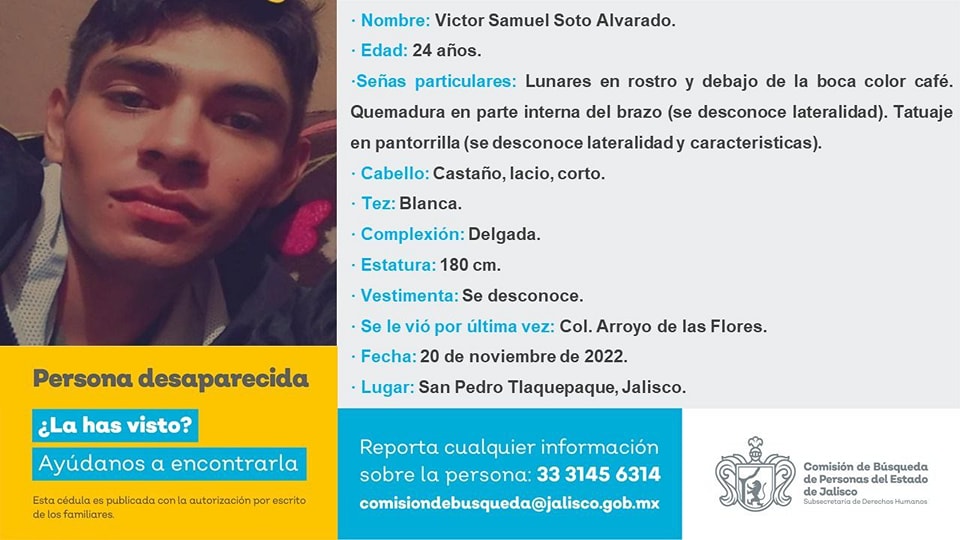 · Nombre: Victor Samuel Soto Alvarado.
· Edad: 24 años.
·Señas particulares: Lunares en rostro y debajo de la boca color café.
Quemadura en parte interna del brazo (se desconoce lateralidad). Tatuaje
en pantorrilla (se desconoce lateralidad y caracteristicas).
· Cabello: Castaño, lacio, corto.
· Tez: Blanca.
· Complexión: Delgada.
· Estatura: 180 cm.
· Vestimenta: Se desconoce.
· Se le vió por última vez: Col. Arroyo de las Flores.
· Fecha: 20 de noviembre de 2022.
· Lugar: San Pedro Tlaquepaque, Jalisco.
Persona desaparecida
¿La has visto?
Ayúdanos a encontrarla
Esta cédula es publicada con la autorización por escrito
de los familiares.
Reporta cualquier información
sobre la persona: 33 3145 6314
comisiondebusqueda@jalisco.gob.mx
Comisión de Búsqueda
de Personas del Estado
de Jalisco
Subsecretaría de Derechos Humanos